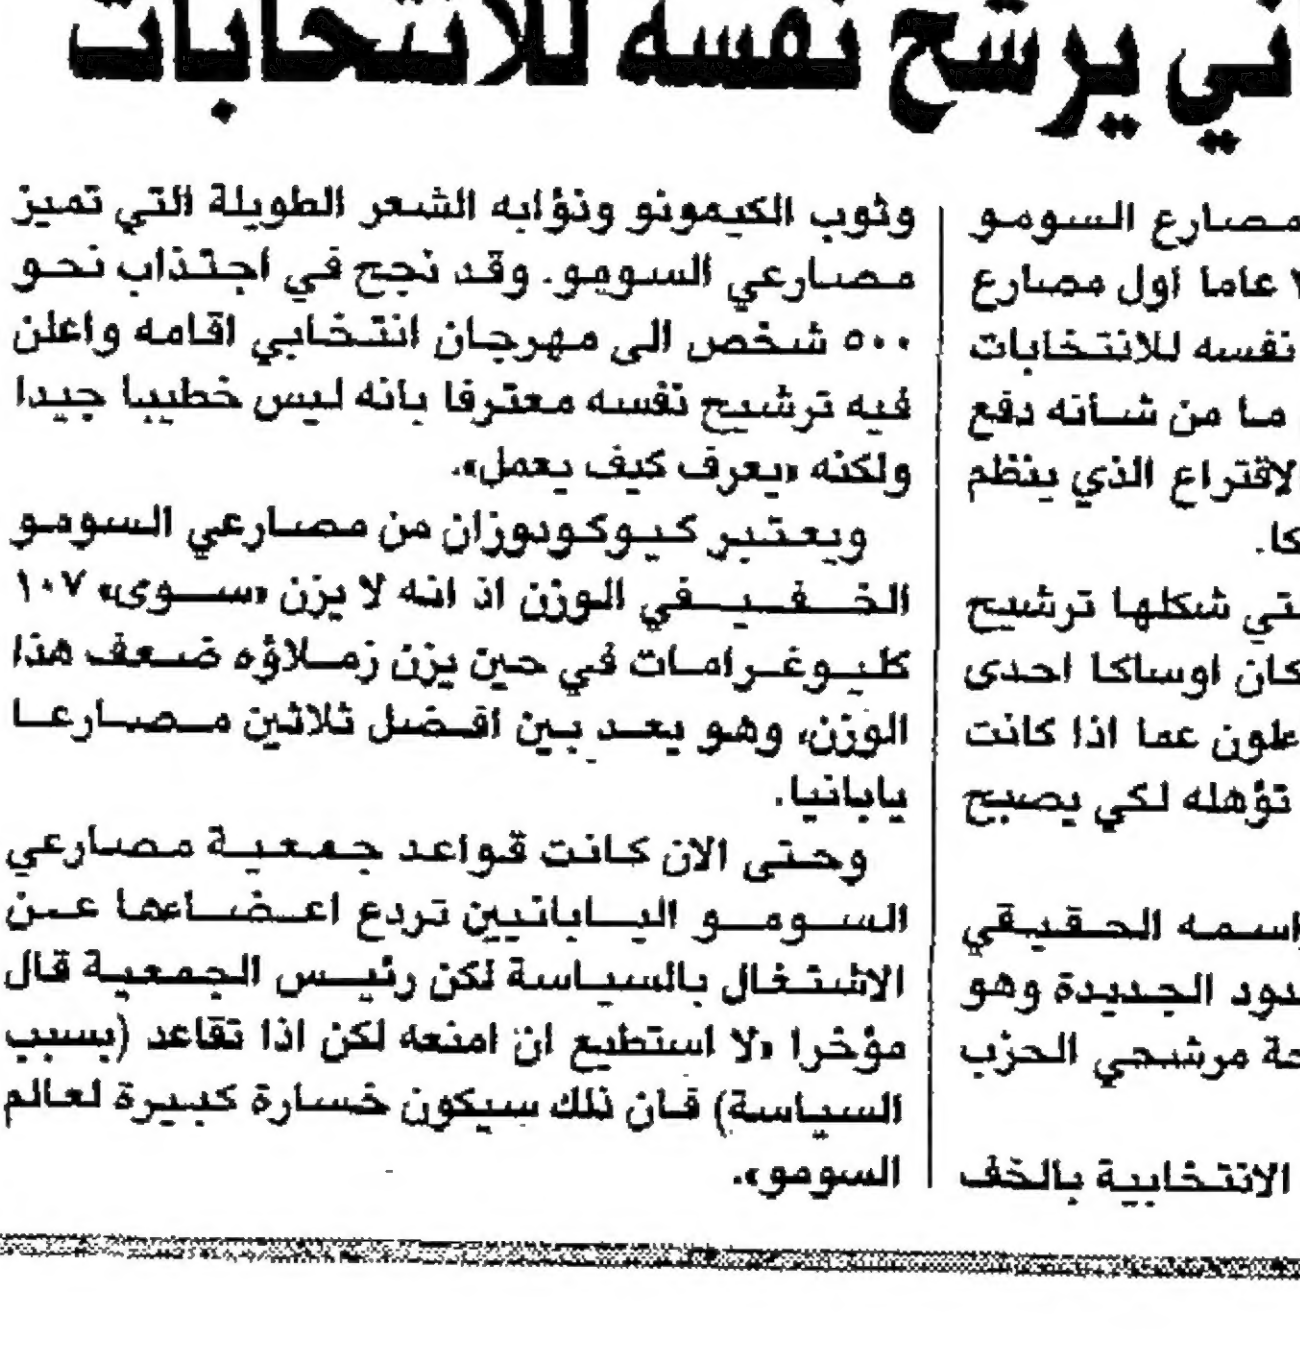 ني يرشح نفسه للانتخابات
مصارع السومو
عاما اول مصارع
نفسه للانتخابات
ما من شأنه دفع
الاقتراع الذي ينظم
كا.
تي شكلها ترشيح
كان اوساكا احدى
علون عما اذا كانت
تؤهله لكي يصبح
اسمه الحقيقي
دود الجديدة وهو
حة مرشحي الحزب
الانتخابية بالخف
وثوب الكيمونو وذؤابه الشعر الطويلة التي تميز
مصارعي السومو. وقد نجح في اجتذاب نحو
٥٠٠ شخص الى مهرجان انتخابي اقامه واعلن
فيه ترشيح نفسه معترفا بانه ليس خطيبا جيدا
ولكنه «يعرف كيف يعمل».
ويعتبر كيوكودوزان من مصارعي السومو
الخفيفي الوزن اذ انه لا يزن «سوى» ١٠٧
كليوغرامات في حين يزن زملاؤه ضعف هذا
الوزن، وهو يعد بين افضل ثلاثين مصارعا
يابانيا.
وحتى الان كانت قواعد جمعية مصارعي
السومو اليابانيين تردع اعضاءها عن
الاشتغال بالسياسة لكن رئيس الجمعية قال
مؤخرا «لا استطيع ان امنعه لكن اذا تقاعد (بسبب
السياسة) فان ذلك سيكون خسارة كبيرة لعالم
السومو».